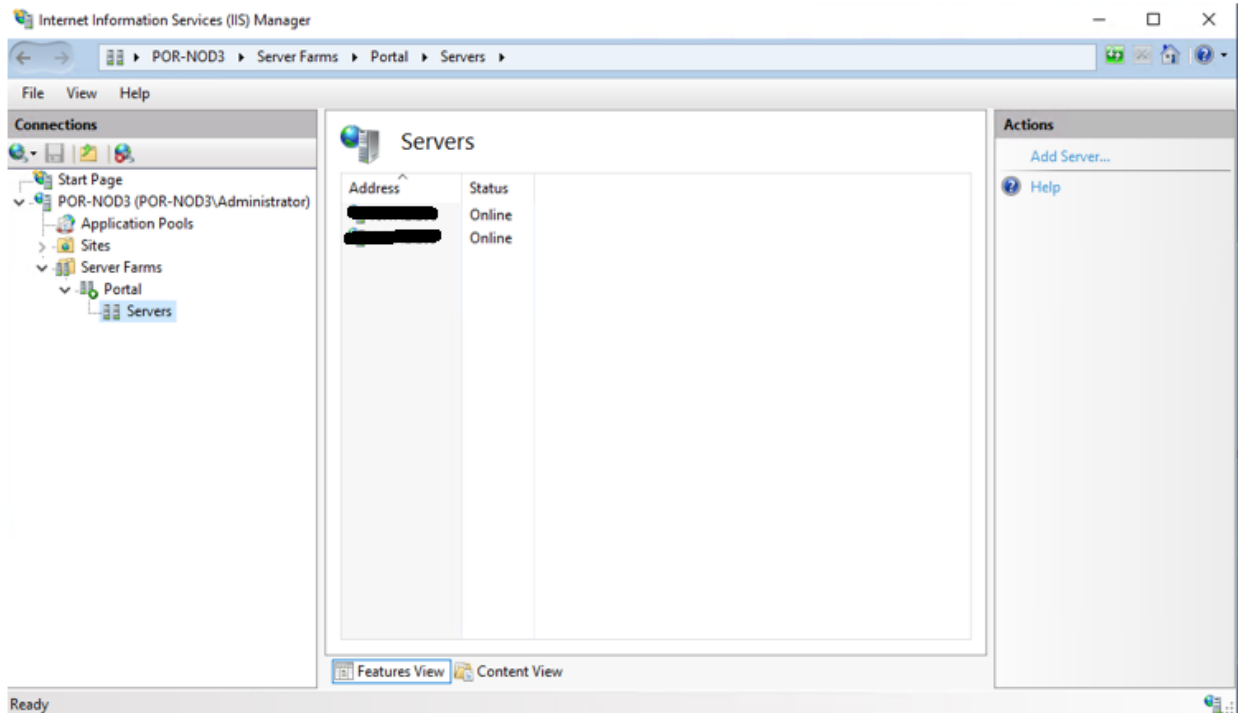 Internet Information Services (IIS) Manager
POR-NOD3 Server Farms Portal Servers
File View Help
Connections
Start Page
POR-NOD3 (POR-NOD3\Administrator)
Application Pools
Sites
Server Farms
Portal
Servers
Servers
Address Status
Online
Online
Features View Content View
Actions
Add Server...
Help
Ready